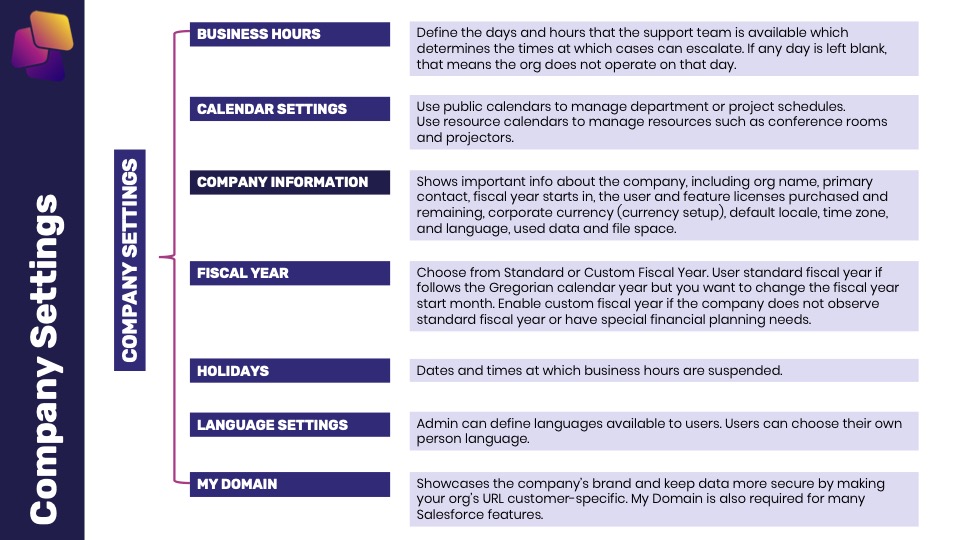 Company Settings
COMPANY SETTINGS
BUSINESS HOURS
Define the days and hours that the support team is available which
determines the times at which cases can escalate. If any day is left blank,
that means the org does not operate on that day.
CALENDAR SETTINGS
Use public calendars to manage department or project schedules.
Use resource calendars to manage resources such as conference rooms
and projectors.
COMPANY INFORMATION
Shows important info about the company, including org name, primary
contact, fiscal year starts in, the user and feature licenses purchased and
remaining, corporate currency (currency setup), default locale, time zone,
and language, used data and file space.
FISCAL YEAR
Choose from Standard or Custom Fiscal Year. User standard fiscal year if
follows the Gregorian calendar year but you want to change the fiscal year
start month. Enable custom fiscal year if the company does not observe
standard fiscal year or have special financial planning needs.
HOLIDAYS
Dates and times at which business hours are suspended.
LANGUAGE SETTINGS
Admin can define languages available to users. Users can choose their own
person language.
MY DOMAIN
Showcases the company's brand and keep data more secure by making
your org's URL customer-specific. My Domain is also required for many
Salesforce features.